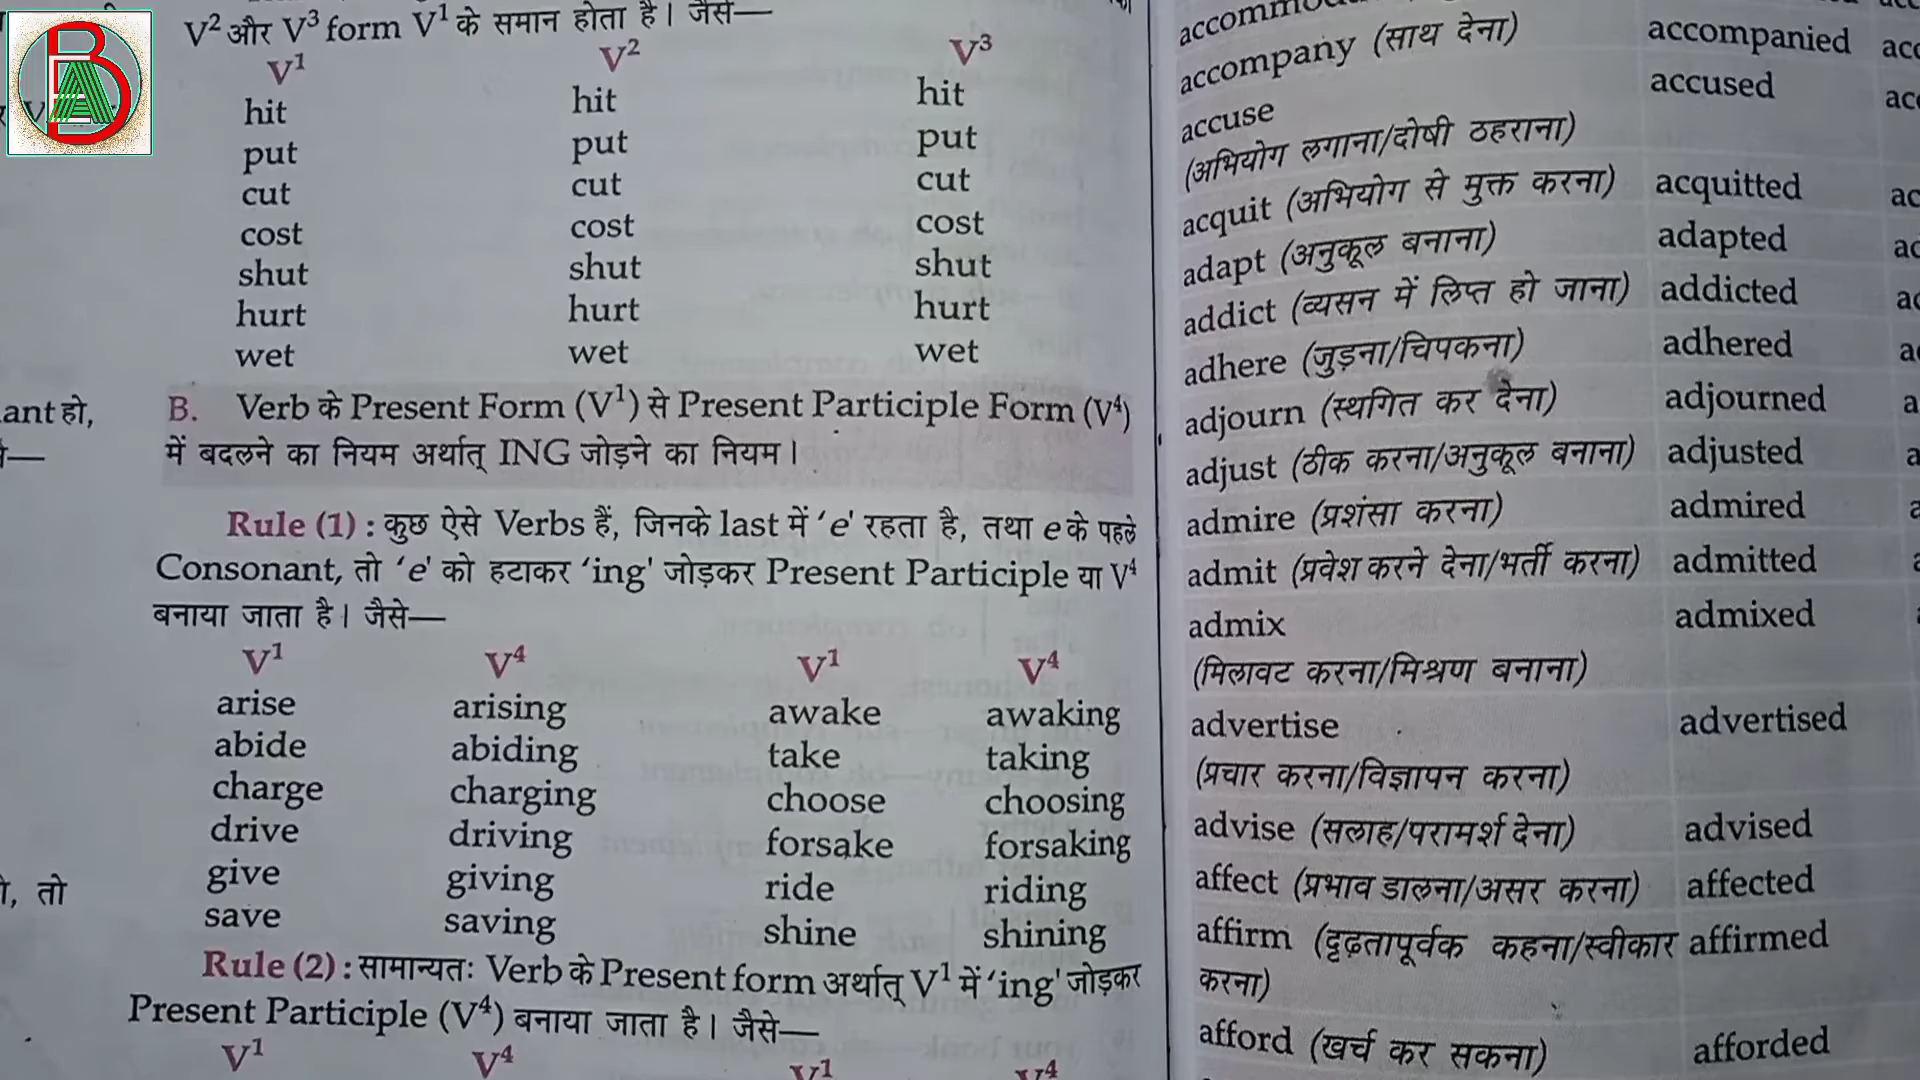 V² और V³ form V¹ के समान होता है। जैसे—
V¹ V² V³
hit hit hit
put put put
cut cut cut
cost cost cost
shut shut shut
hurt hurt hurt
wet wet wet
B. Verb के Present Form (V¹) से Present Participle Form (V⁴)
में बदलने का नियम अर्थात् ING जोड़ने का नियम।
Rule (1) : कुछ ऐसे Verbs हैं, जिनके last में ‘e' रहता है, तथा e के पहले
Consonant, तो ‘e' को हटाकर ‘ing' जोड़कर Present Participle या V⁴
बनाया जाता है। जैसे—
V¹ V⁴ V¹ V⁴
arise arising awake awaking
abide abiding take taking
charge charging choose choosing
drive driving forsake forsaking
give giving ride riding
save saving shine shining
Rule (2) : सामान्यतः Verb के Present form अर्थात् V¹ में ‘ing' जोड़कर
Present Participle (V⁴) बनाया जाता है। जैसे—
V¹ V⁴ V¹ V⁴
ant हो,
तो
accompany (साथ देना) accompanied
accuse accused
(अभियोग लगाना/दोषी ठहराना)
acquit (अभियोग से मुक्त करना) acquitted
adapt (अनुकूल बनाना) adapted
addict (व्यसन में लिप्त हो जाना) addicted
adhere (जुड़ना/चिपकना) adhered
adjourn (स्थगित कर देना) adjourned
adjust (ठीक करना/अनुकूल बनाना) adjusted
admire (प्रशंसा करना) admired
admit (प्रवेश करने देना/भर्ती करना) admitted
admix admixed
(मिलावट करना/मिश्रण बनाना)
advertise advertised
(प्रचार करना/विज्ञापन करना)
advise (सलाह/परामर्श देना) advised
affect (प्रभाव डालना/असर करना) affected
affirm (दृढ़तापूर्वक कहना/स्वीकार affirmed
करना)
afford (खर्च कर सकना) afforded